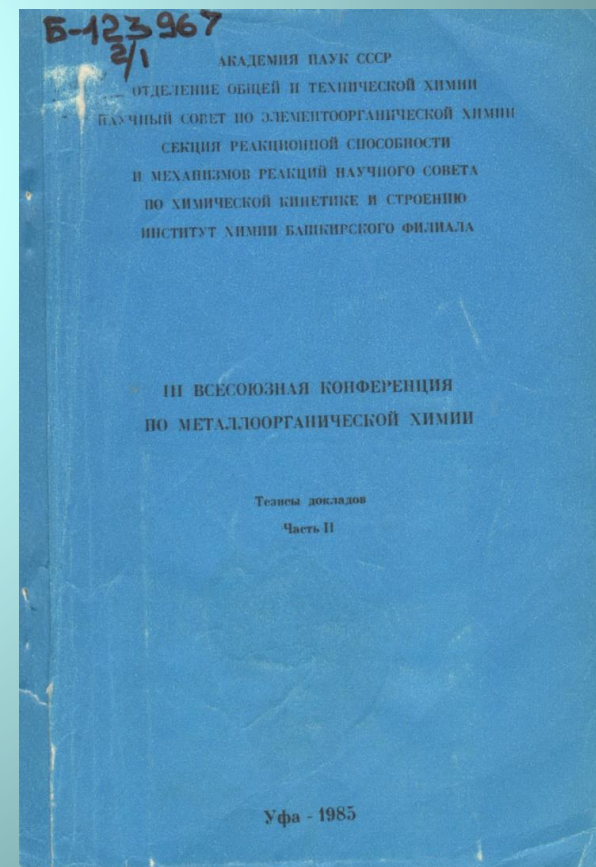 Б-123967
2/1
АКАДЕМИЯ НАУК СССР
ОТДЕЛЕНИЕ ОБЩЕЙ И ТЕХНИЧЕСКОЙ ХИМИИ
НАУЧНЫЙ СОВЕТ ПО ЭЛЕМЕНТООРГАНИЧЕСКОЙ ХИМИИ
СЕКЦИЯ РЕАКЦИОННОЙ СПОСОБНОСТИ
И МЕХАНИЗМОВ РЕАКЦИЙ НАУЧНОГО СОВЕТА
ПО ХИМИЧЕСКОЙ КИНЕТИКЕ И СТРОЕНИЮ
ИНСТИТУТ ХИМИИ БАШКИРСКОГО ФИЛИАЛА
III ВСЕСОЮЗНАЯ КОНФЕРЕНЦИЯ
ПО МЕТАЛЛООРГАНИЧЕСКОЙ ХИМИИ
Тезисы докладов
Часть II
Уфа - 1985